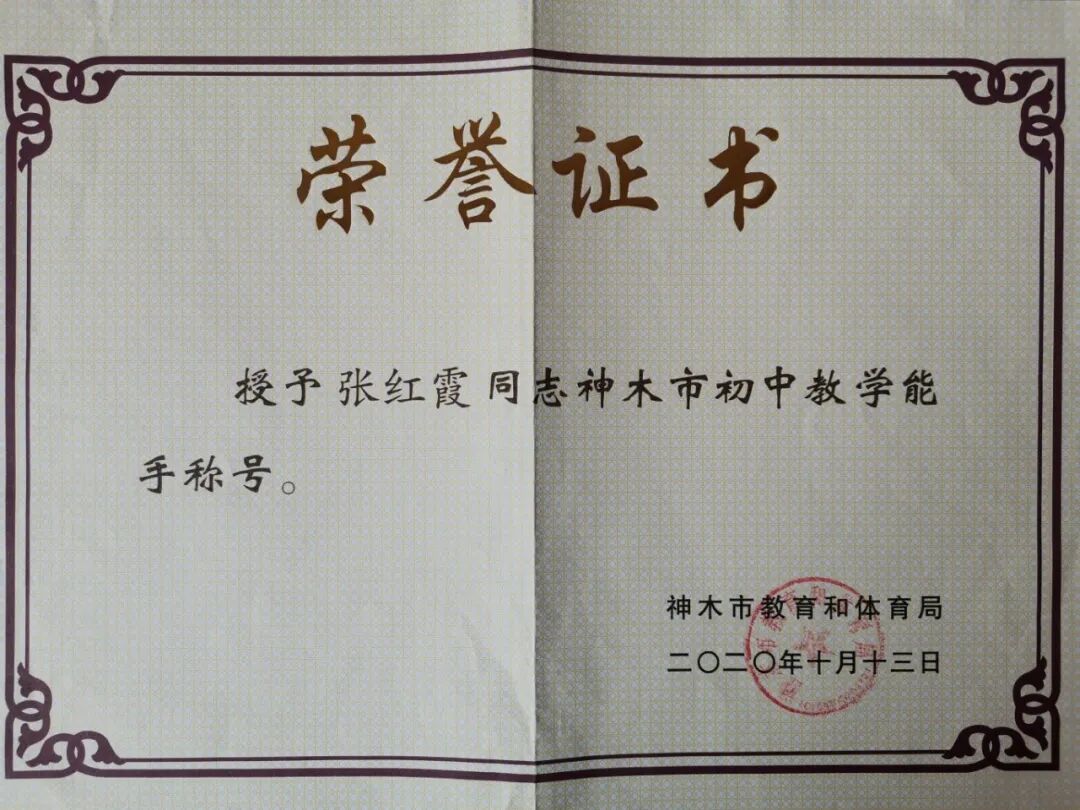 荣誉证书
授予张红霞同志神木市初中教学能
手称号。
神木市教育和体育局
二〇二〇年十月十三日